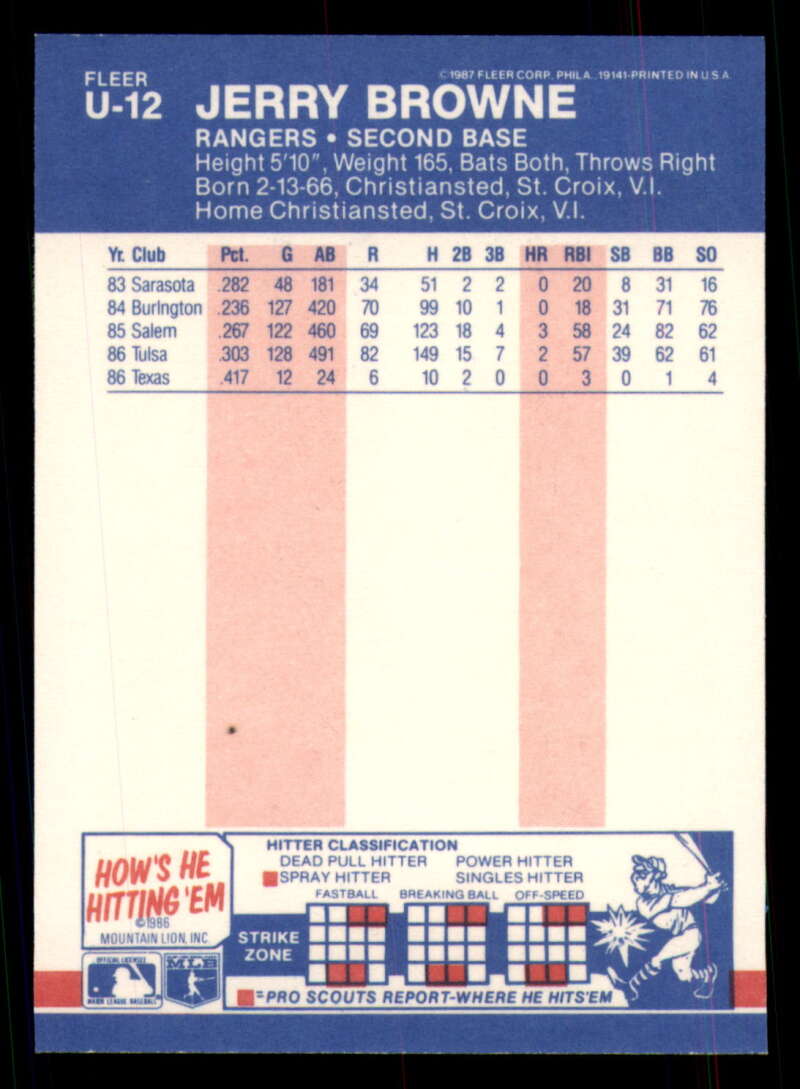 FLEER
U-12
© 1987 FLEER CORP. PHILA., 19141-PRINTED IN U.S.A
JERRY BROWNE
RANGERS • SECOND BASE
Height 5'10", Weight 165, Bats Both, Throws Right
Born 2-13-66, Christiansted, St. Croix, V.I.
Home Christiansted, St. Croix, V.I.
Yr. Club Pct. G AB R H 2B 3B HR RBI SB BB SO
83 Sarasota .282 48 181 34 51 2 2 0 20 8 31 16
84 Burlngton .236 127 420 70 99 10 1 0 18 31 71 76
85 Salem .267 122 460 69 123 18 4 3 58 24 82 62
86 Tulsa .303 128 491 82 149 15 7 2 57 39 62 61
86 Texas .417 12 24 6 10 2 0 0 3 0 1 4
HOW'S HE
HITTING 'EM
©1986
MOUNTAIN LION, INC
OFFICIAL LICENSEE
MAJOR LEAGUE BASEBALL
MLB
HITTER CLASSIFICATION
DEAD PULL HITTER POWER HITTER
SPRAY HITTER SINGLES HITTER
FASTBALL BREAKING BALL OFF-SPEED
STRIKE
ZONE
=PRO SCOUTS REPORT-WHERE HE HITS'EM